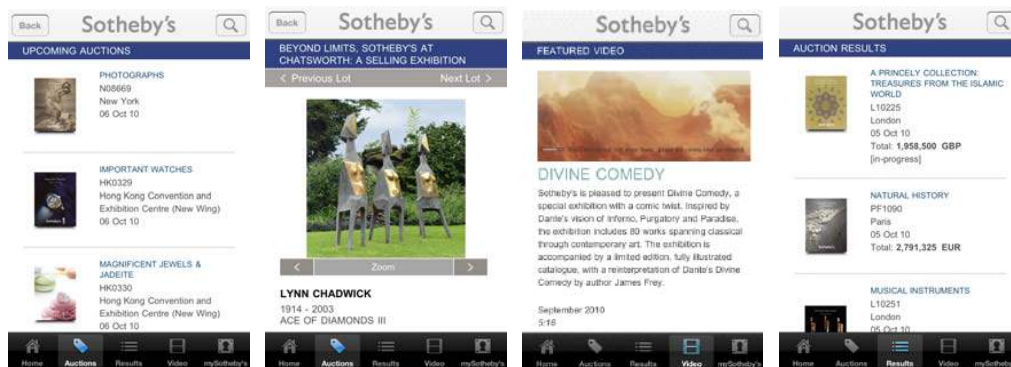 Back
Sotheby's
UPCOMING AUCTIONS
PHOTOGRAPHS
N08669
New York
06 Oct 10
IMPORTANT WATCHES
HK0329
Hong Kong Convention and
Exhibition Centre (New Wing)
06 Oct 10
MAGNIFICENT JEWELS &
JADEITE
HK0330
Hong Kong Convention and
Exhibition Centre (New Wing)
06 Oct 10
Home Auctions Results Video mySotheby's
Back
Sotheby's
BEYOND LIMITS, SOTHEBY'S AT
CHATSWORTH: A SELLING EXHIBITION
< Previous Lot Next Lot >
< Zoom >
LYNN CHADWICK
1914 - 2003
ACE OF DIAMONDS III
Home Auctions Results Video mySotheby's
Sotheby's
FEATURED VIDEO
DIVINE COMEDY
Sotheby's is pleased to present Divine Comedy, a
special exhibition with a comic twist. Inspired by
Dante's vision of Inferno, Purgatory and Paradise,
the exhibition includes 80 works spanning classical
through contemporary art. The exhibition is
accompanied by a limited edition, fully illustrated
catalogue, with a reinterpretation of Dante's Divine
Comedy by author James Frey.
September 2010
5:16
Home Auctions Results Video mySotheby's
Sotheby's
AUCTION RESULTS
A PRINCELY COLLECTION:
TREASURES FROM THE ISLAMIC
WORLD
L10225
London
05 Oct 10
Total: 1,958,500 GBP
[in-progress]
NATURAL HISTORY
PF1090
Paris
05 Oct 10
Total: 2,791,325 EUR
MUSICAL INSTRUMENTS
L10251
London
05 Oct 10
Home Auctions Results Video mySotheby's